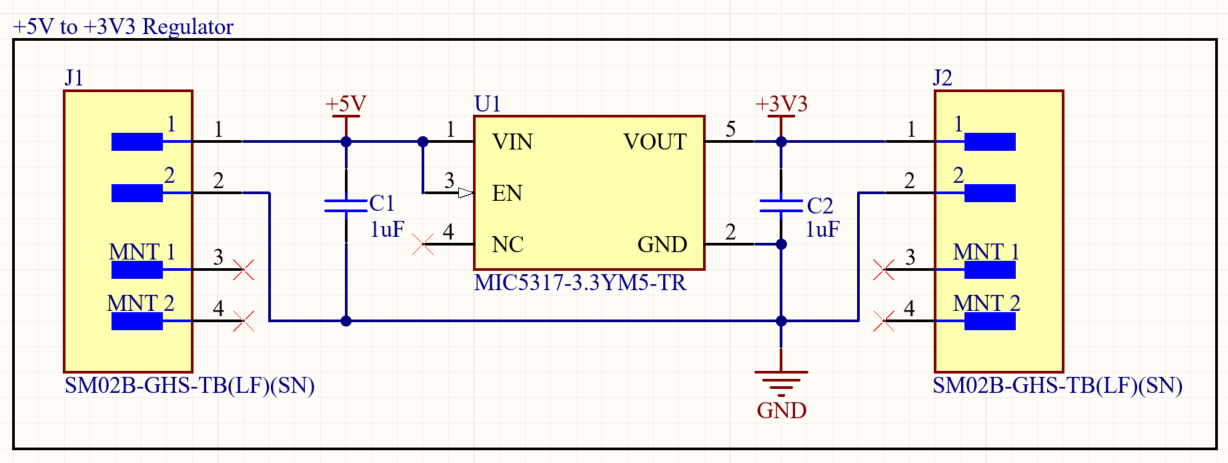 +5V to +3V3 Regulator
J1
1 1
2 2
MNT 1 3
MNT 2 4
SM02B-GHS-TB(LF)(SN)
+5V
C1
1uF
U1
1 VIN
3 EN
4 NC
VOUT 5
GND 2
MIC5317-3.3YM5-TR
+3V3
C2
1uF
GND
J2
1 1
2 2
3 MNT 1
4 MNT 2
SM02B-GHS-TB(LF)(SN)